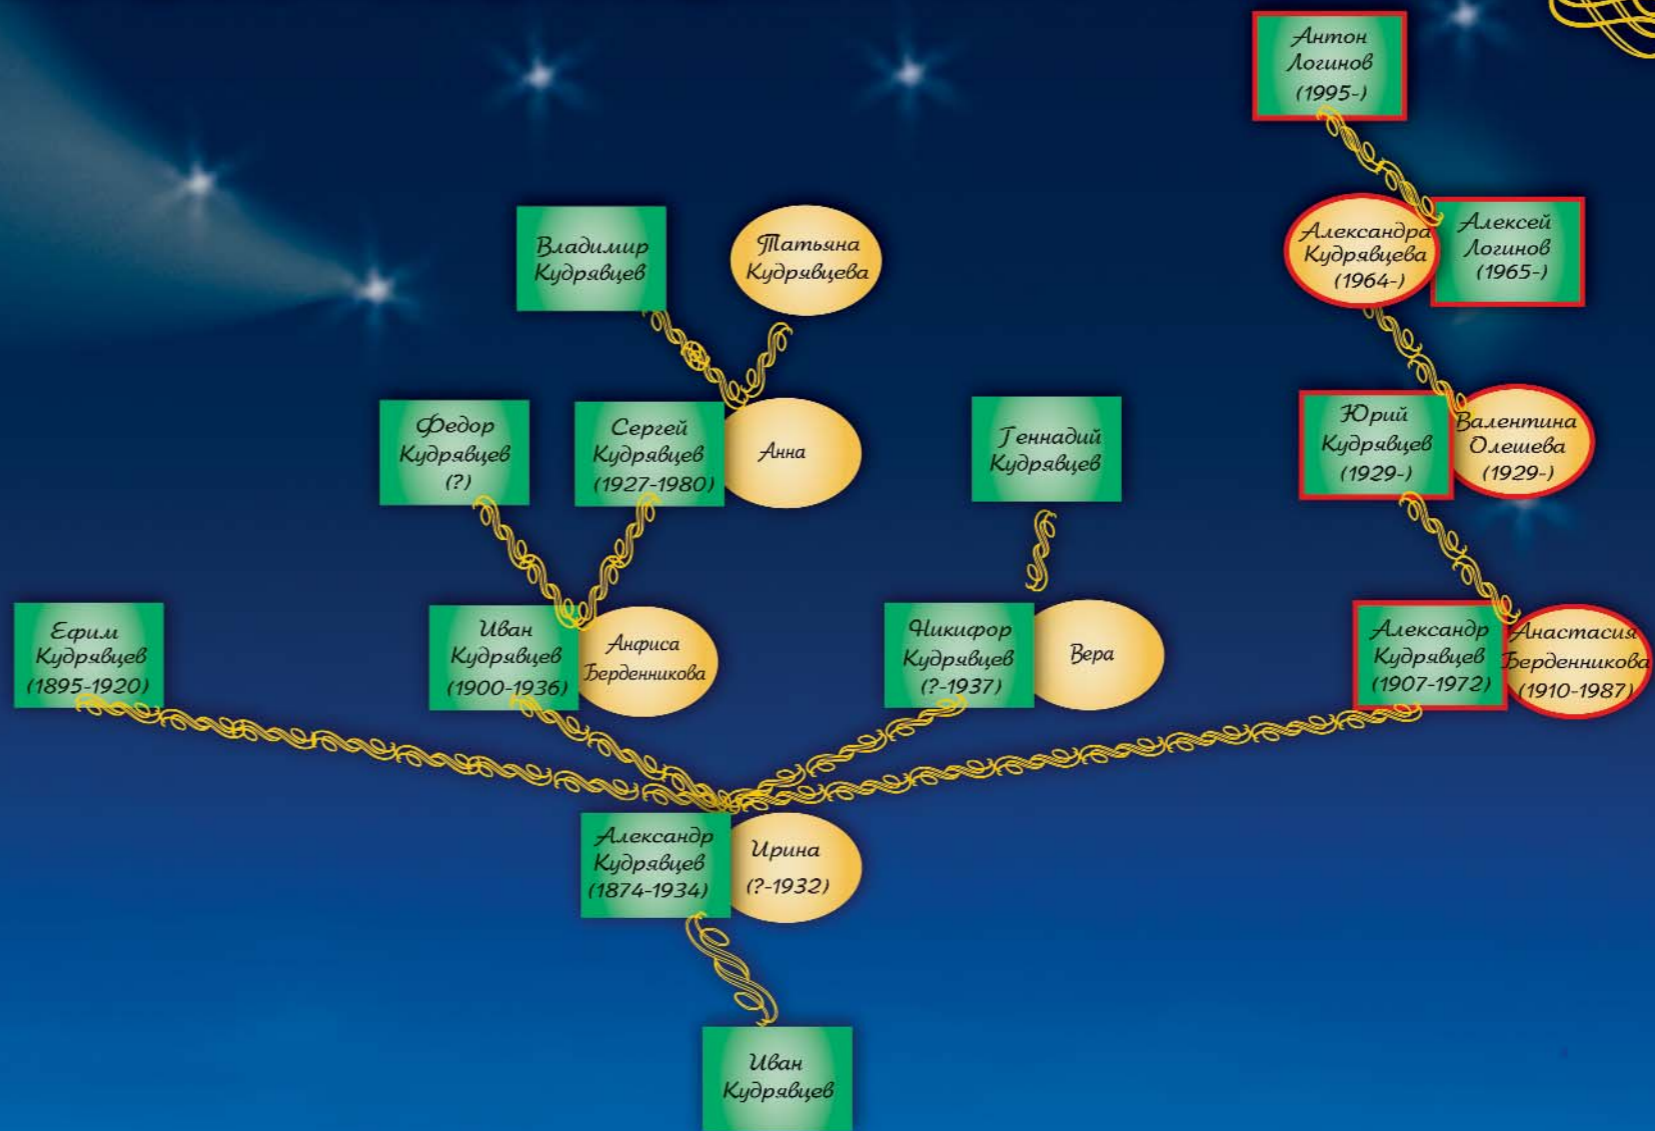 Антон
Логинов
(1995-)
Владимир
Кудрявцев
Татьяна
Кудрявцева
Александра
Кудрявцева
(1964-)
Алексей
Логинов
(1965-)
Федор
Кудрявцев
(?)
Сергей
Кудрявцев
(1927-1980)
Анна
Геннадий
Кудрявцев
Юрий
Кудрявцев
(1929-)
Валентина
Олешева
(1929-)
Ефим
Кудрявцев
(1895-1920)
Иван
Кудрявцев
(1900-1936)
Анфиса
Берденникова
Никифор
Кудрявцев
(?-1937)
Вера
Александр
Кудрявцев
(1907-1972)
Анастасия
Берденникова
(1910-1987)
Александр
Кудрявцев
(1874-1934)
Ирина
(?-1932)
Иван
Кудрявцев